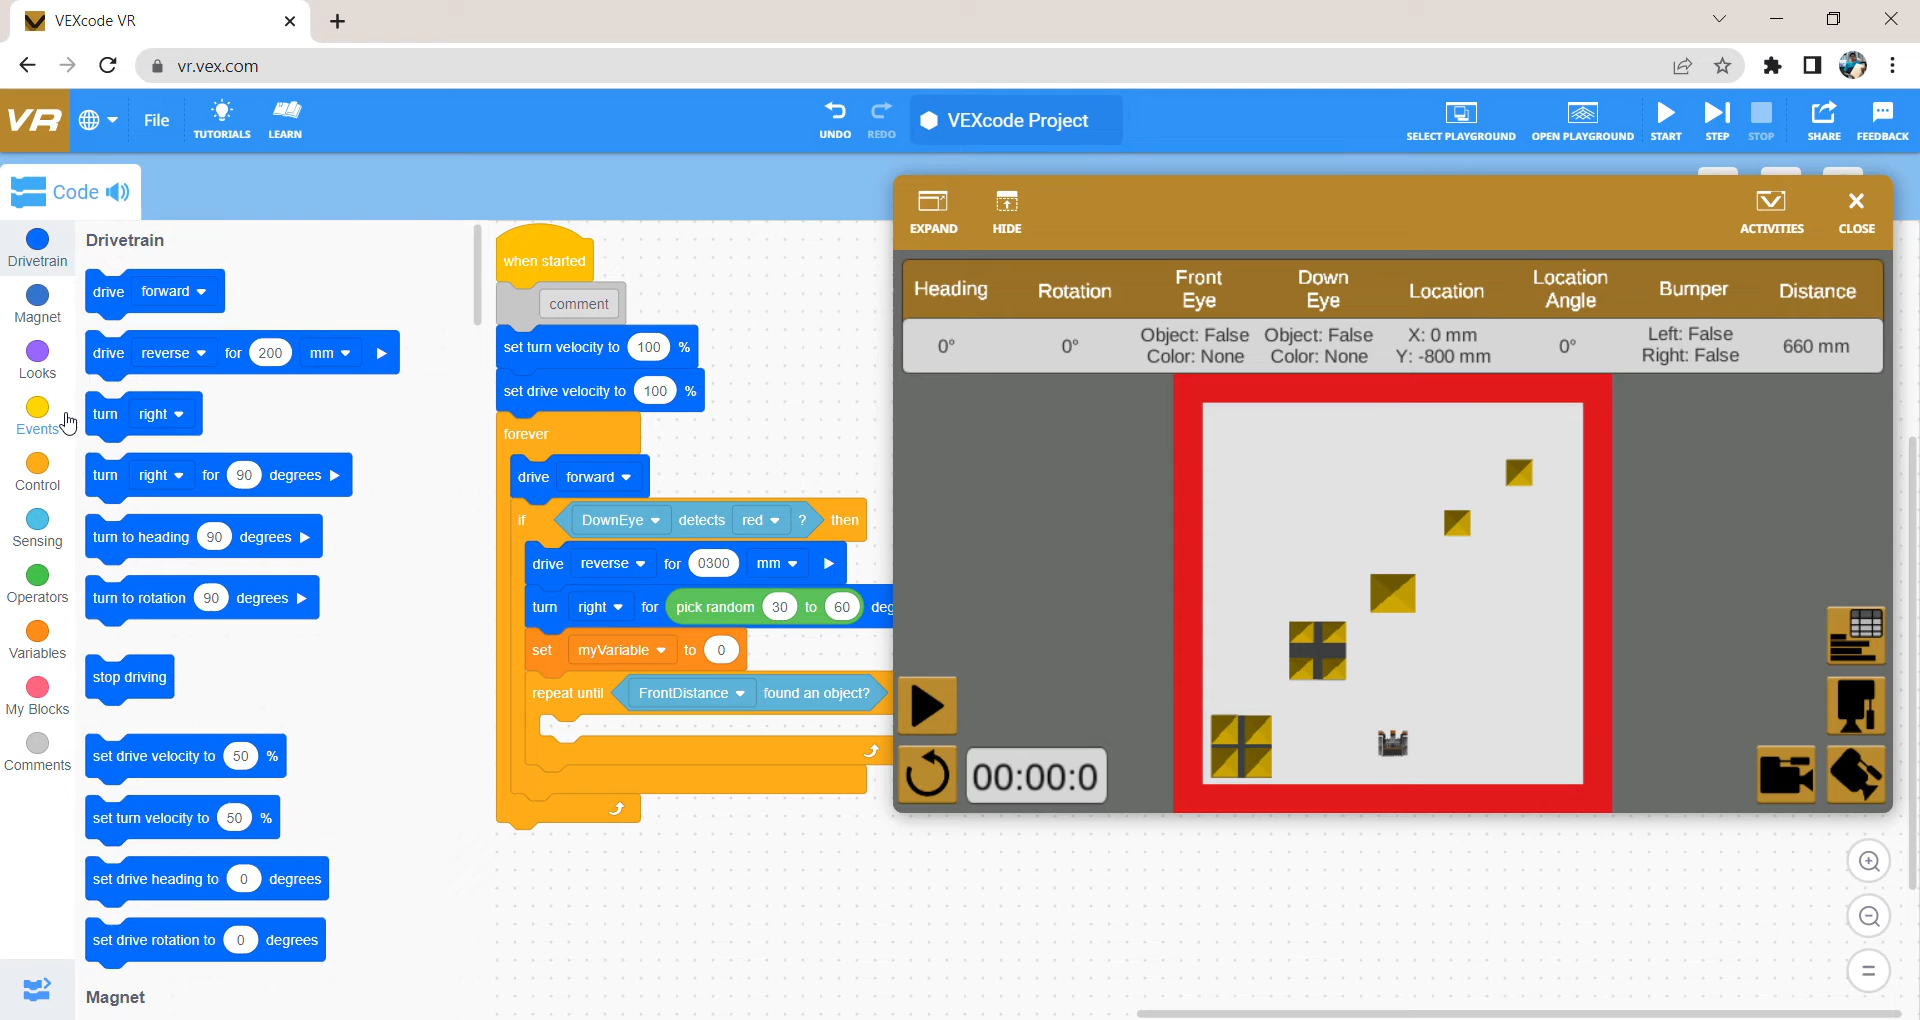 VEXcode VR
vr.vex.com
VR
File
TUTORIALS
LEARN
UNDO
REDO
VEXcode Project
SELECT PLAYGROUND
OPEN PLAYGROUND
START
STEP
STOP
SHARE
FEEDBACK
Code
Drivetrain
Magnet
Looks
Events
Control
Sensing
Operators
Variables
My Blocks
Comments
Drivetrain
drive forward
drive reverse for 200 mm
turn right
turn right for 90 degrees
turn to heading 90 degrees
turn to rotation 90 degrees
stop driving
set drive velocity to 50 %
set turn velocity to 50 %
set drive heading to 0 degrees
set drive rotation to 0 degrees
Magnet
when started
comment
set turn velocity to 100 %
set drive velocity to 100 %
forever
drive forward
if DownEye detects red ? then
drive reverse for 0300 mm
turn right for pick random 30 to 60 deg
set myVariable to 0
repeat until FrontDistance found an object?
EXPAND
HIDE
ACTIVITIES
CLOSE
Heading Rotation Front Eye Down Eye Location Location Angle Bumper Distance
0° 0° Object: False Object: False X: 0 mm 0° Left: False 660 mm
Color: None Color: None Y: -800 mm Right: False
00:00:0